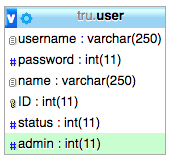 v tru.user
username : varchar(250)
# password : int(11)
name : varchar(250)
ID : int(11)
# status : int(11)
# admin : int(11)